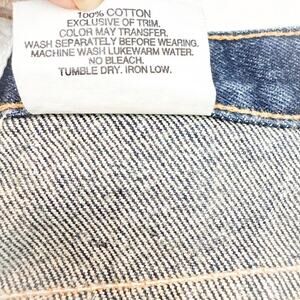 100% COTTON
EXCLUSIVE OF TRIM.
COLOR MAY TRANSFER.
WASH SEPARATELY BEFORE WEARING.
MACHINE WASH LUKEWARM WATER.
NO BLEACH.
TUMBLE DRY. IRON LOW.